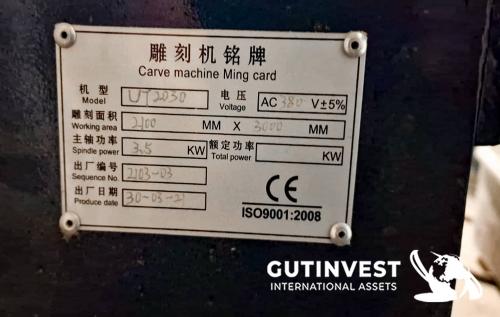 雕刻机铭牌
Carve machine Ming card
机型 UT2030 电压 AC 380 V±5%
Model Voltage
雕刻面积 2100 MM X 3000 MM
Working area
主轴功率 3.5 KW 额定功率 KW
Spindle power Total power
出厂编号 2103-03
Sequence No
出厂日期 30-03-21
Produce date
CE
ISO9001:2008
GUTINVEST
INTERNATIONAL ASSETS